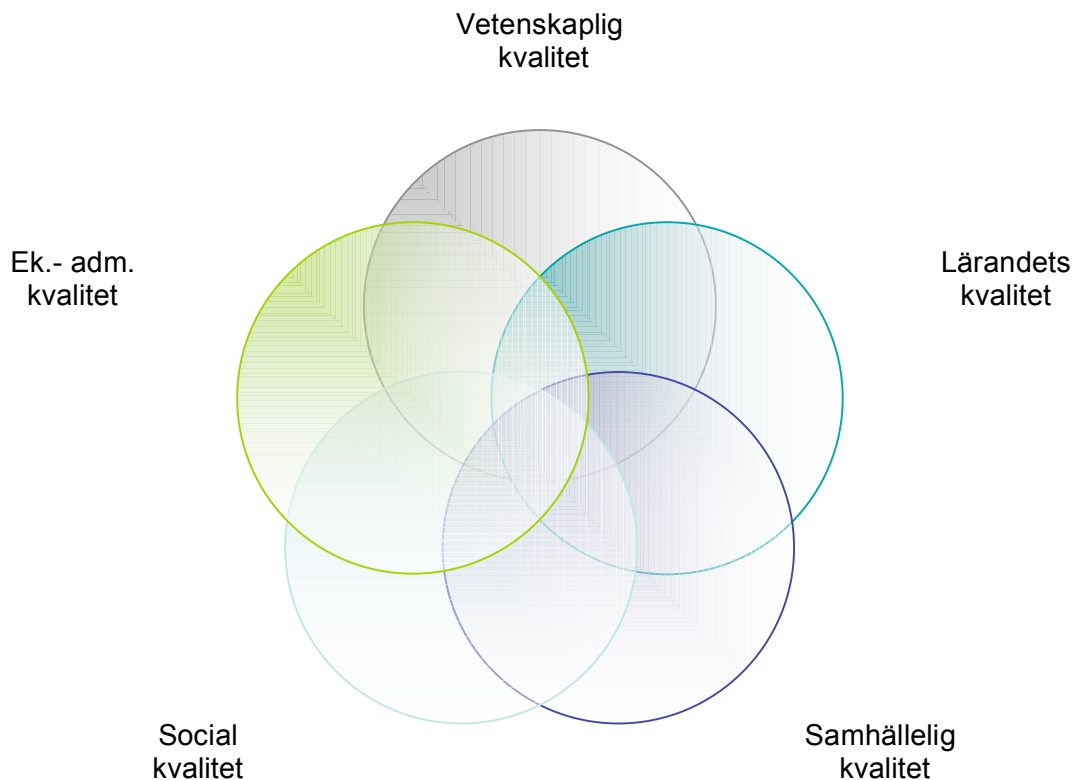 Vetenskaplig
kvalitet
Ek.- adm.
kvalitet
Lärandets
kvalitet
Social
kvalitet
Samhällelig
kvalitet